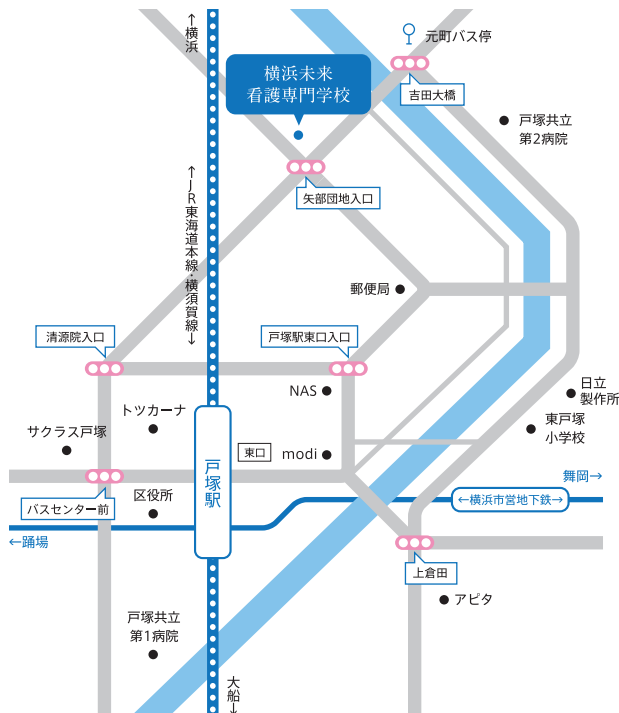 ↑横浜
元町バス停
横浜未来
看護専門学校
吉田大橋
戸塚共立
第2病院
矢部団地入口
↑JR東海道本線・横須賀線↓
郵便局
清源院入口
戸塚駅東口入口
NAS
日立
製作所
トツカーナ
サクラス戸塚
東戸塚
小学校
東口
modi
戸塚駅
舞岡→
区役所
←横浜市営地下鉄→
バスセンター前
←踊場
上倉田
アピタ
戸塚共立
第1病院
大船↓